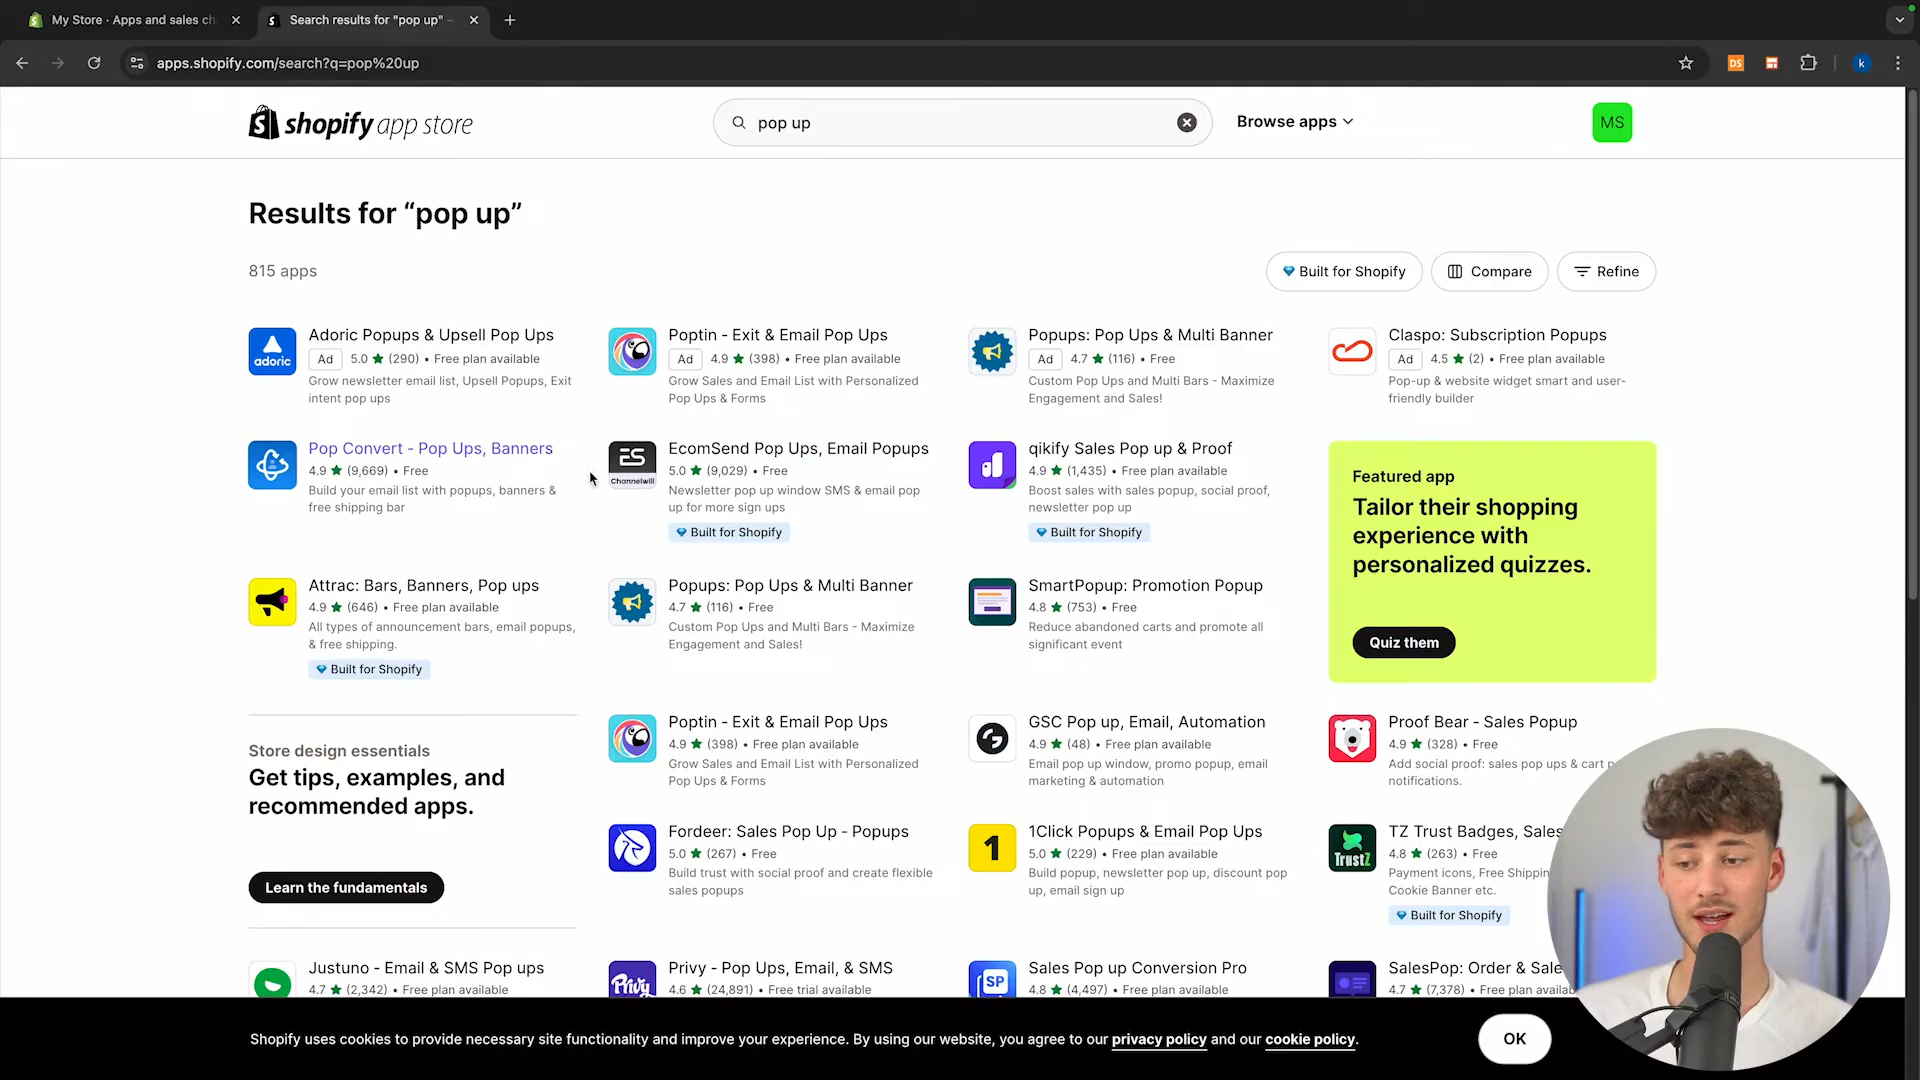 My Store · Apps and sales ch
Search results for "pop up" –
apps.shopify.com/search?q=pop%20up
DS
k
shopify app store
pop up
Browse apps
MS
Results for “pop up”
815 apps
Built for Shopify
Compare
Refine
adoric
Adoric Popups & Upsell Pop Ups
Ad 5.0 ★ (290) • Free plan available
Grow newsletter email list, Upsell Popups, Exit
intent pop ups
Poptin - Exit & Email Pop Ups
Ad 4.9 ★ (398) • Free plan available
Grow Sales and Email List with Personalized
Pop Ups & Forms
Popups: Pop Ups & Multi Banner
Ad 4.7 ★ (116) • Free
Custom Pop Ups and Multi Bars - Maximize
Engagement and Sales!
Claspo: Subscription Popups
Ad 4.5 ★ (2) • Free plan available
Pop-up & website widget smart and user-
friendly builder
Pop Convert - Pop Ups, Banners
4.9 ★ (9,669) • Free
Build your email list with popups, banners &
free shipping bar
ES
Channelwill
EcomSend Pop Ups, Email Popups
5.0 ★ (9,029) • Free
Newsletter pop up window SMS & email pop
up for more sign ups
Built for Shopify
qikify Sales Pop up & Proof
4.9 ★ (1,435) • Free plan available
Boost sales with sales popup, social proof,
newsletter pop up
Built for Shopify
Featured app
Tailor their shopping
experience with
personalized quizzes.
Quiz them
Attrac: Bars, Banners, Pop ups
4.9 ★ (646) • Free plan available
All types of announcement bars, email popups,
& free shipping.
Built for Shopify
Popups: Pop Ups & Multi Banner
4.7 ★ (116) • Free
Custom Pop Ups and Multi Bars - Maximize
Engagement and Sales!
SmartPopup: Promotion Popup
4.8 ★ (753) • Free
Reduce abandoned carts and promote all
significant event
Store design essentials
Get tips, examples, and
recommended apps.
Learn the fundamentals
Poptin - Exit & Email Pop Ups
4.9 ★ (398) • Free plan available
Grow Sales and Email List with Personalized
Pop Ups & Forms
GSC Pop up, Email, Automation
4.9 ★ (48) • Free plan available
Email pop up window, promo popup, email
marketing & automation
Proof Bear - Sales Popup
4.9 ★ (328) • Free
Add social proof: sales pop ups & cart p
notifications.
Fordeer: Sales Pop Up - Popups
5.0 ★ (267) • Free
Build trust with social proof and create flexible
sales popups
1
1Click Popups & Email Pop Ups
5.0 ★ (229) • Free plan available
Build popup, newsletter pop up, discount pop
up, email sign up
TrustZ
TZ Trust Badges, Sales
4.8 ★ (263) • Free
Payment icons, Free Shippin
Cookie Banner etc.
Built for Shopify
Justuno - Email & SMS Pop ups
4.7 ★ (2,342) • Free plan available
Privy
Privy - Pop Ups, Email, & SMS
4.6 ★ (24,891) • Free trial available
SP
Sales Pop up Conversion Pro
4.8 ★ (4,497) • Free plan available
SalesPop: Order & Sale
4.7 ★ (7,378) • Free plan availab
Shopify uses cookies to provide necessary site functionality and improve your experience. By using our website, you agree to our privacy policy and our cookie policy.
OK